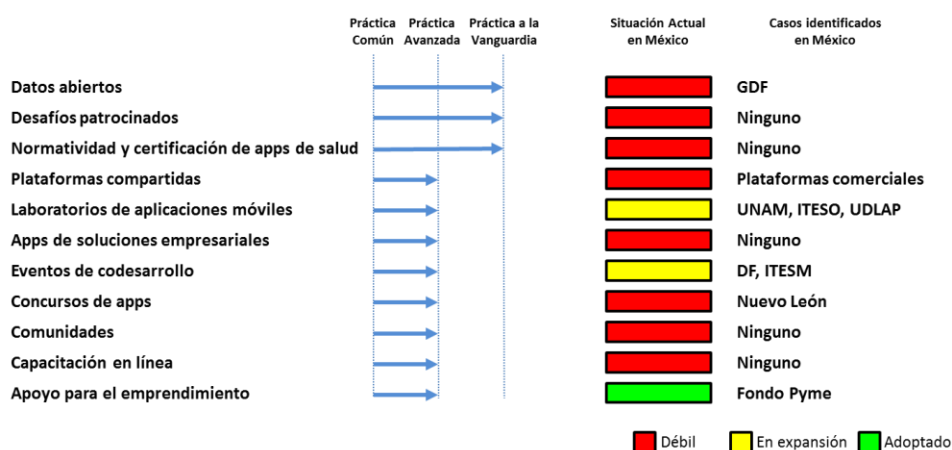 Práctica Común
Práctica Avanzada
Práctica a la Vanguardia
Situación Actual en México
Casos identificados en México
Datos abiertos GDF
Desafíos patrocinados Ninguno
Normatividad y certificación de apps de salud Ninguno
Plataformas compartidas Plataformas comerciales
Laboratorios de aplicaciones móviles UNAM, ITESO, UDLAP
Apps de soluciones empresariales Ninguno
Eventos de codesarrollo DF, ITESM
Concursos de apps Nuevo León
Comunidades Ninguno
Capacitación en línea Ninguno
Apoyo para el emprendimiento Fondo Pyme
Débil En expansión Adoptado